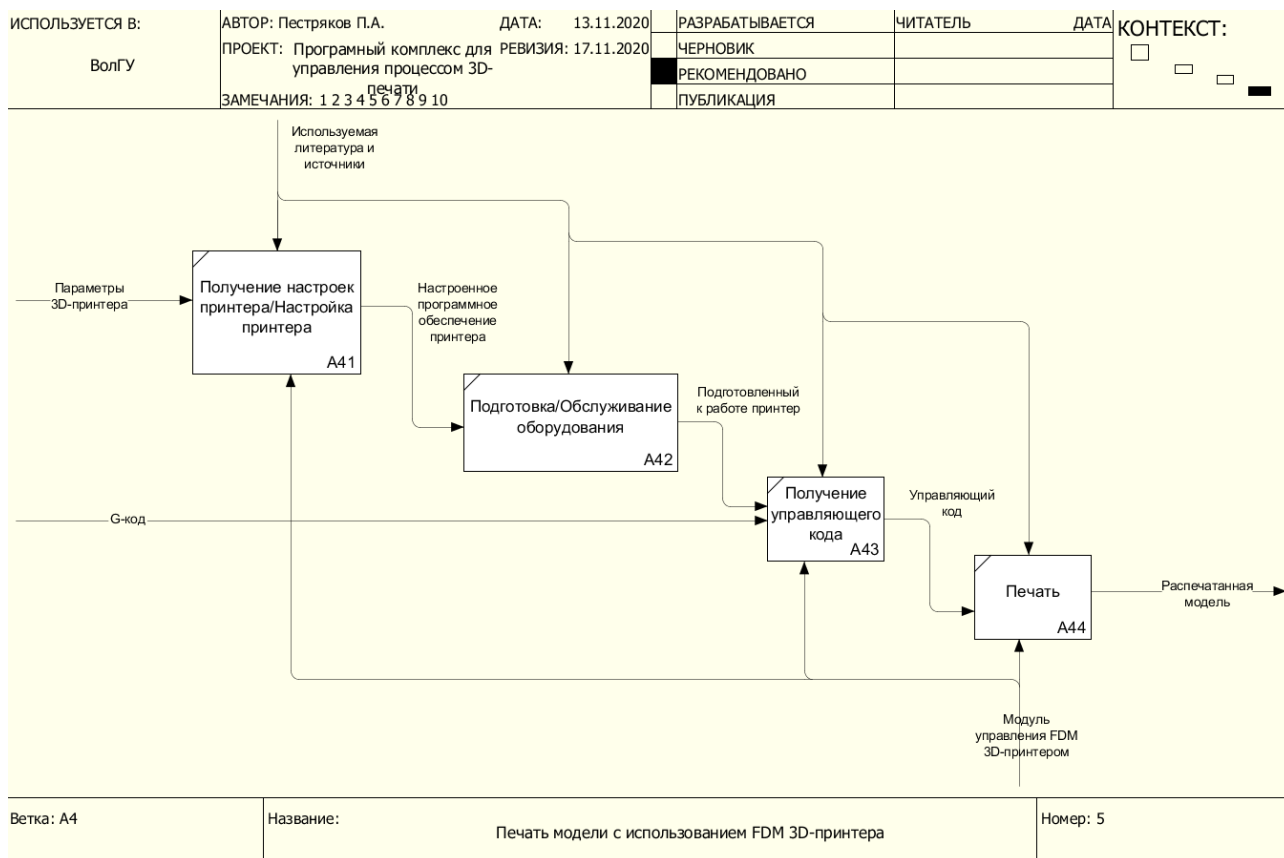 ИСПОЛЬЗУЕТСЯ В:
ВолГУ
АВТОР: Пестряков П.А.
ДАТА: 13.11.2020
ПРОЕКТ: Програмный комплекс для
управления процессом 3D-
печати
РЕВИЗИЯ: 17.11.2020
ЗАМЕЧАНИЯ: 1 2 3 4 5 6 7 8 9 10
РАЗРАБАТЫВАЕТСЯ
ЧЕРНОВИК
РЕКОМЕНДОВАНО
ПУБЛИКАЦИЯ
ЧИТАТЕЛЬ
ДАТА
КОНТЕКСТ:
Используемая
литература и
источники
Параметры
3D-принтера
Получение настроек
принтера/Настройка
принтера
A41
Настроенное
программное
обеспечение
принтера
Подготовка/Обслуживание
оборудования
A42
Подготовленный
к работе принтер
G-код
Получение
управляющего
кода
A43
Управляющий
код
Печать
A44
Распечатанная
модель
Модуль
управления FDM
3D-принтером
Ветка: A4
Название:
Печать модели с использованием FDM 3D-принтера
Номер: 5